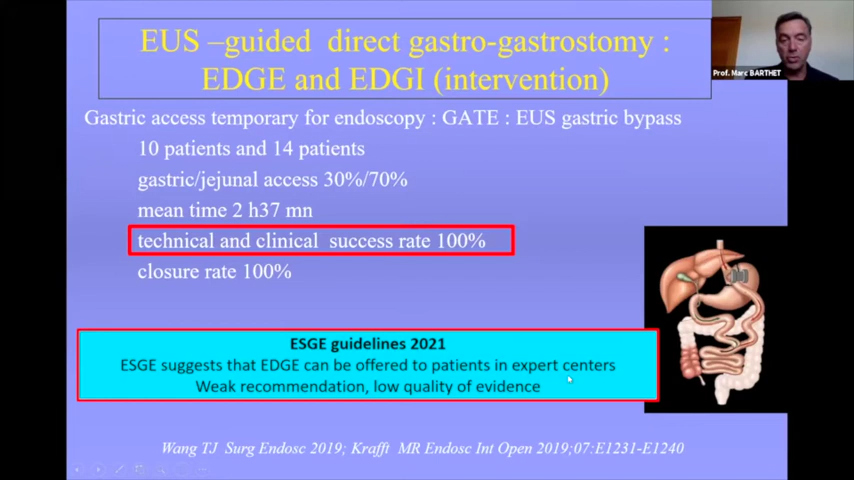 EUS –guided direct gastro-gastrostomy :
EDGE and EDGI (intervention)
Prof. Marc BARTHET
Gastric access temporary for endoscopy : GATE : EUS gastric bypass
10 patients and 14 patients
gastric/jejunal access 30%/70%
mean time 2 h37 mn
technical and clinical success rate 100%
closure rate 100%
ESGE guidelines 2021
ESGE suggests that EDGE can be offered to patients in expert centers
Weak recommendation, low quality of evidence
Wang TJ Surg Endosc 2019; Krafft MR Endosc Int Open 2019;07:E1231-E1240